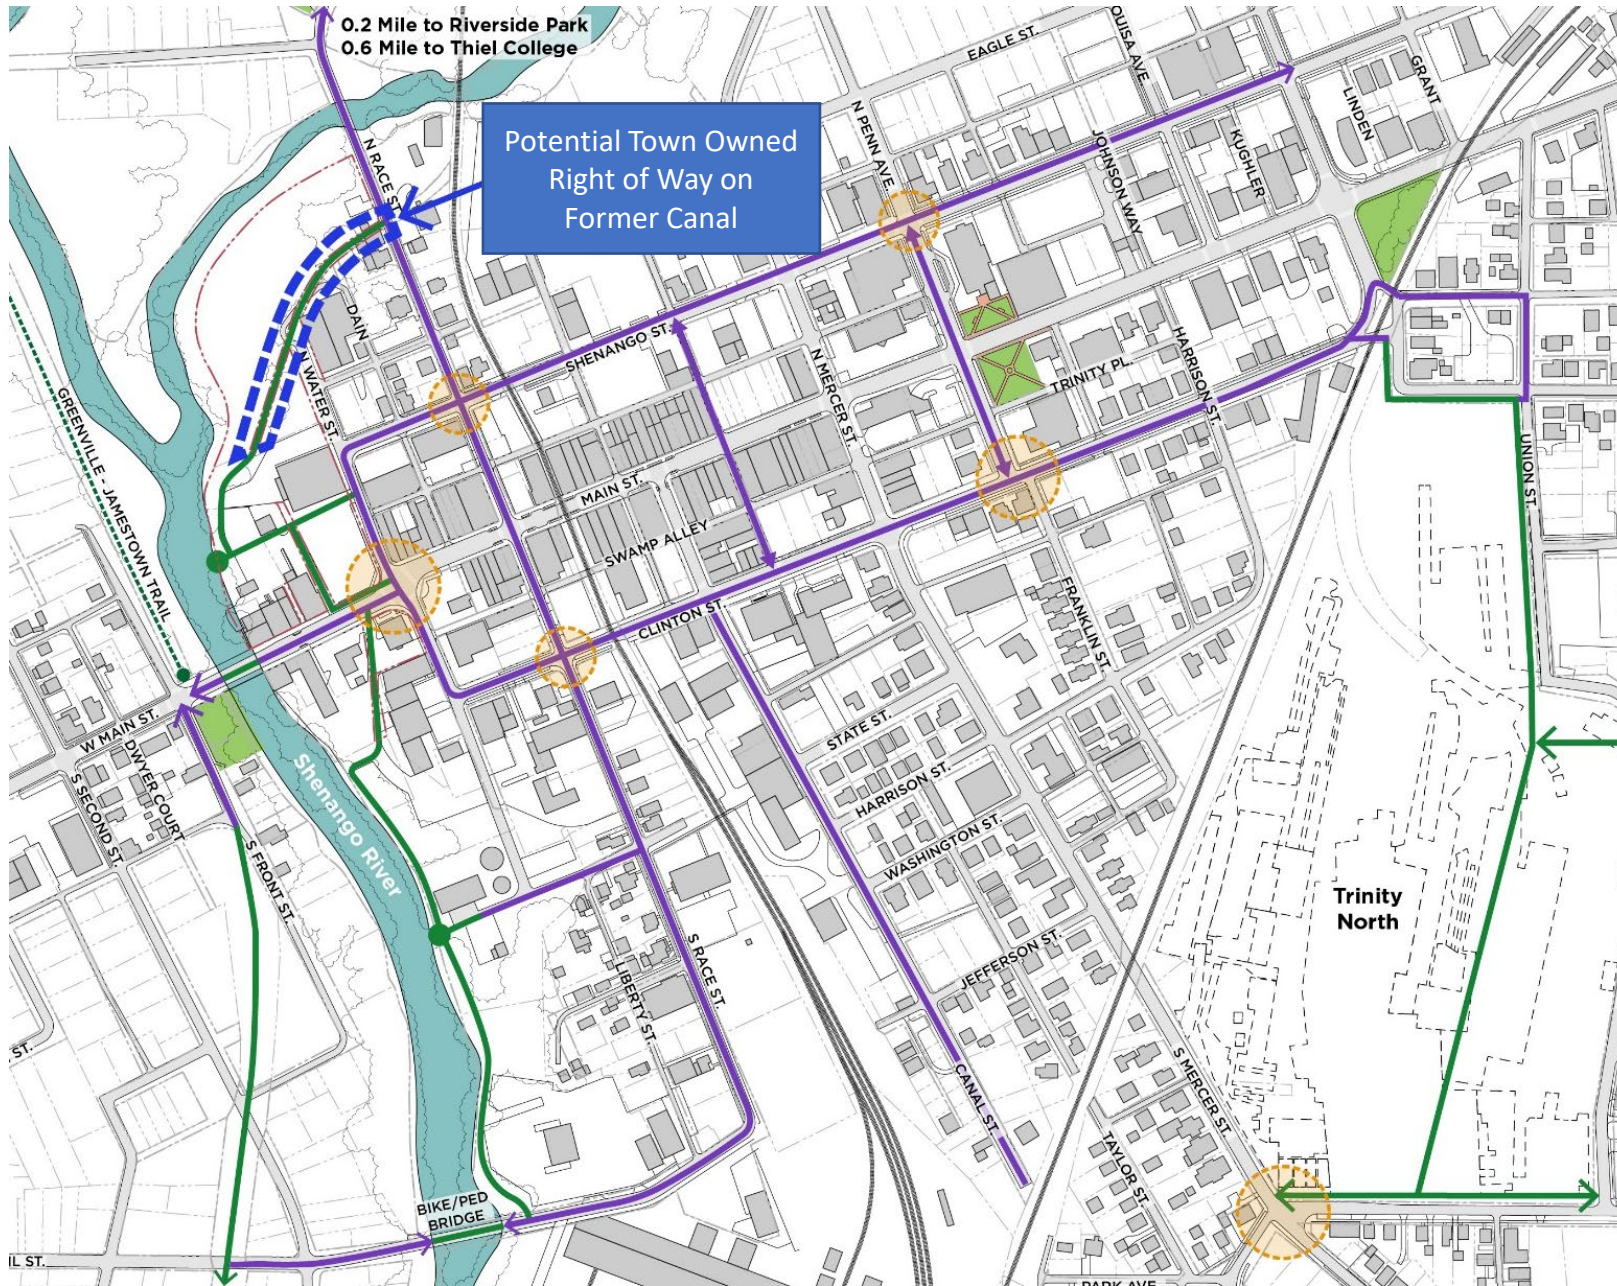 0.2 Mile to Riverside Park
0.6 Mile to Thiel College
EAGLE ST.
GRANT
LINDEN
N PENN AVE.
JOHNSON WAY
KUGHLER
N RACE ST.
Potential Town Owned
Right of Way on
Former Canal
DAIN
N WATER ST.
SHENANGO ST.
N MERCER ST.
TRINITY PL.
HARRISON ST.
GREENVILLE - JAMESTOWN TRAIL
MAIN ST.
SWAMP ALLEY
UNION ST.
CLINTON ST.
FRANKLIN ST.
W MAIN ST.
DWYER COURT
S SECOND ST.
S FRONT ST.
Shenango River
STATE ST.
HARRISON ST.
WASHINGTON ST.
JEFFERSON ST.
Trinity
North
LIBERTY ST.
S RACE ST.
CANAL ST.
S MERCER ST.
TAYLOR ST
BIKE/PED
BRIDGE
ST.
IL ST.
PARK AVE